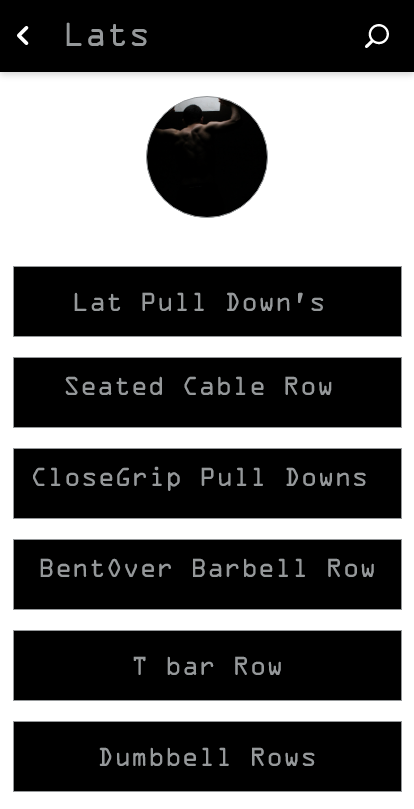 Lats
Lat Pull Down's
Seated Cable Row
CloseGrip Pull Downs
BentOver Barbell Row
T bar Row
Dumbbell Rows